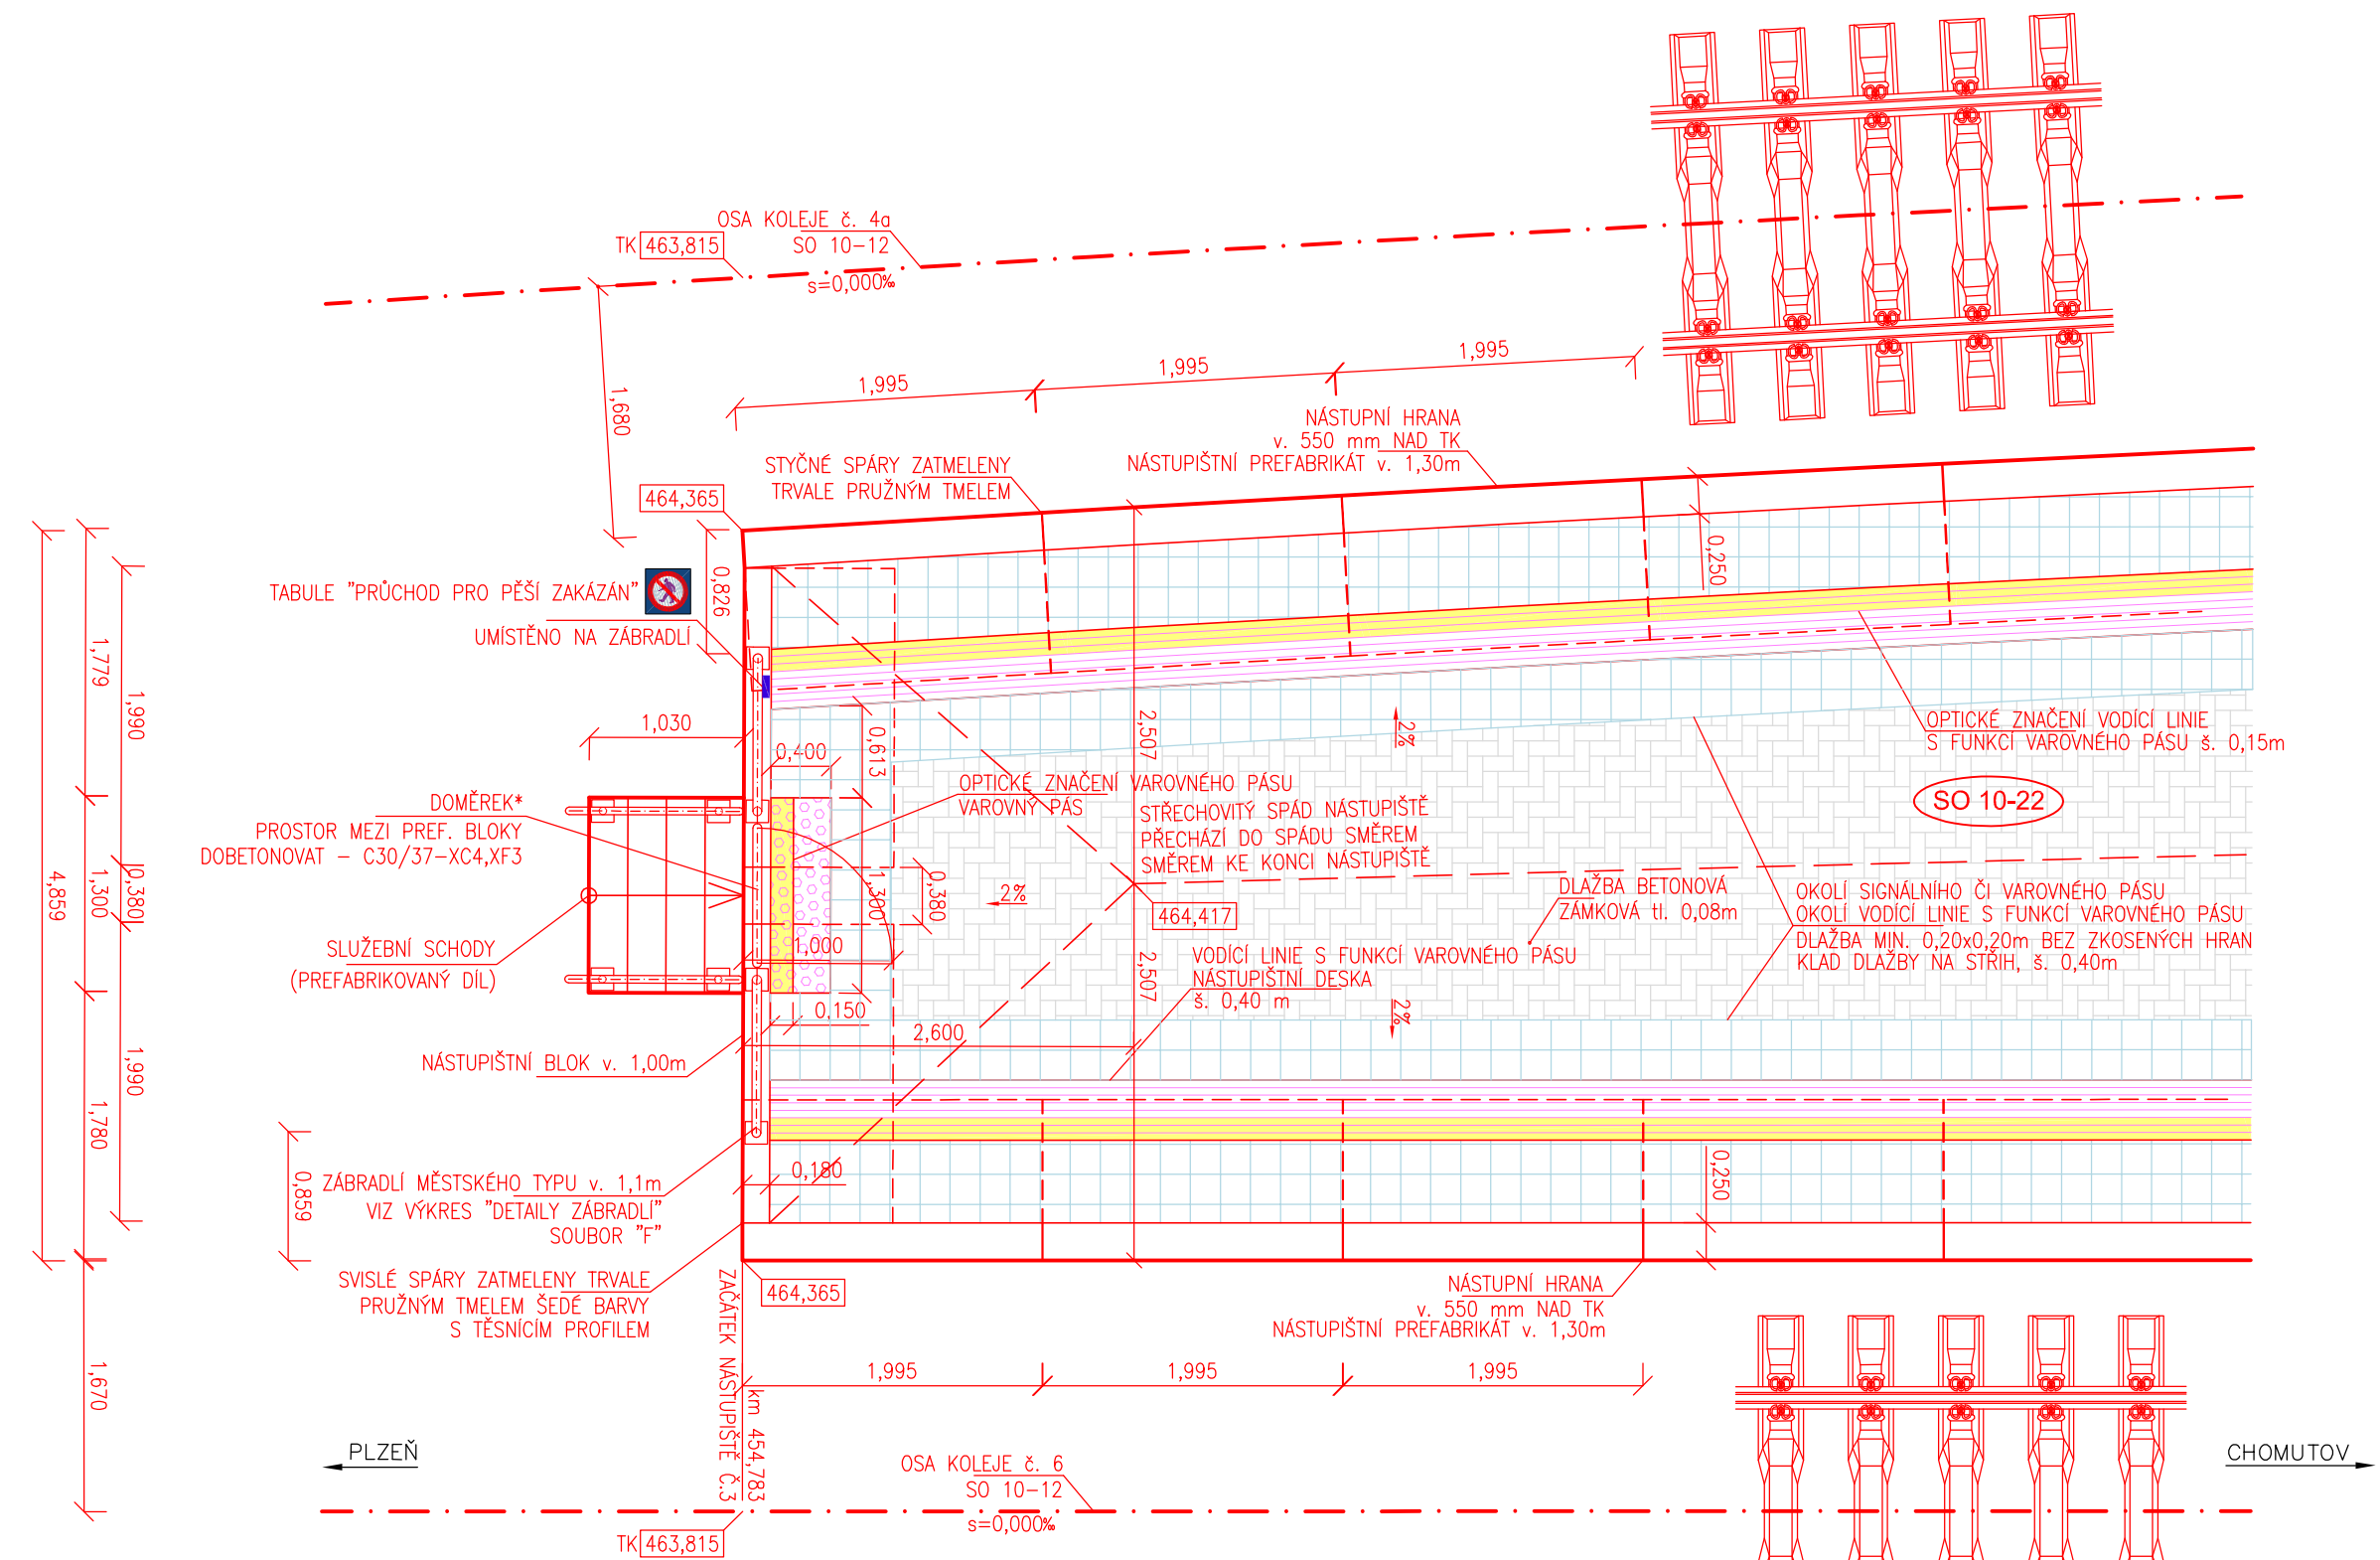 OSA KOLEJE č. 4a
TK 463,815
SO 10-12
s=0,000‰
1,680
1,995
1,995
1,995
NÁSTUPNÍ HRANA
v. 550 mm NAD TK
NÁSTUPIŠTNÍ PREFABRIKÁT v. 1,30m
STYČNÉ SPÁRY ZATMELENY
TRVALE PRUŽNÝM TMELEM
464,365
0,826
0,250
TABULE "PRŮCHOD PRO PĚŠÍ ZAKÁZÁN"
UMÍSTĚNO NA ZÁBRADLÍ
1,779
1,990
1,030
0,400
0,613
2,507
2%
OPTICKÉ ZNAČENÍ VODÍCÍ LINIE
S FUNKCÍ VAROVNÉHO PÁSU š. 0,15m
SO 10-22
OPTICKÉ ZNAČENÍ VAROVNÉHO PÁSU
VAROVNÝ PÁS
STŘECHOVITÝ SPÁD NÁSTUPIŠTĚ
PŘECHÁZÍ DO SPÁDU SMĚREM
SMĚREM KE KONCI NÁSTUPIŠTĚ
DOMĚREK*
PROSTOR MEZI PREF. BLOKY
DOBETONOVAT - C30/37-XC4,XF3
4,859
1,300
0,380
1,300
0,380
2%
464,417
DLAŽBA BETONOVÁ
ZÁMKOVÁ tl. 0,08m
OKOLÍ SIGNÁLNÍHO ČI VAROVNÉHO PÁSU
OKOLÍ VODÍCÍ LINIE S FUNKCÍ VAROVNÉHO PÁSU
DLAŽBA MIN. 0,20x0,20m BEZ ZKOSENÝCH HRAN
KLAD DLAŽBY NA STŘIH, š. 0,40m
SLUŽEBNÍ SCHODY
(PREFABRIKOVANÝ DÍL)
1,000
2,507
VODÍCÍ LINIE S FUNKCÍ VAROVNÉHO PÁSU
NÁSTUPIŠTNÍ DESKA
š. 0,40 m
0,150
2,600
2%
NÁSTUPIŠTNÍ BLOK v. 1,00m
1,990
1,780
0,859
0,180
0,250
ZÁBRADLÍ MĚSTSKÉHO TYPU v. 1,1m
VIZ VÝKRES "DETAILY ZÁBRADLÍ"
SOUBOR "F"
SVISLÉ SPÁRY ZATMELENY TRVALE
PRUŽNÝM TMELEM ŠEDÉ BARVY
S TĚSNÍCÍM PROFILEM
464,365
ZAČÁTEK NÁSTUPIŠTĚ Č.3
km 454,783
NÁSTUPNÍ HRANA
v. 550 mm NAD TK
NÁSTUPIŠTNÍ PREFABRIKÁT v. 1,30m
1,995
1,995
1,995
1,670
PLZEŇ
OSA KOLEJE č. 6
SO 10-12
s=0,000‰
TK 463,815
CHOMUTOV